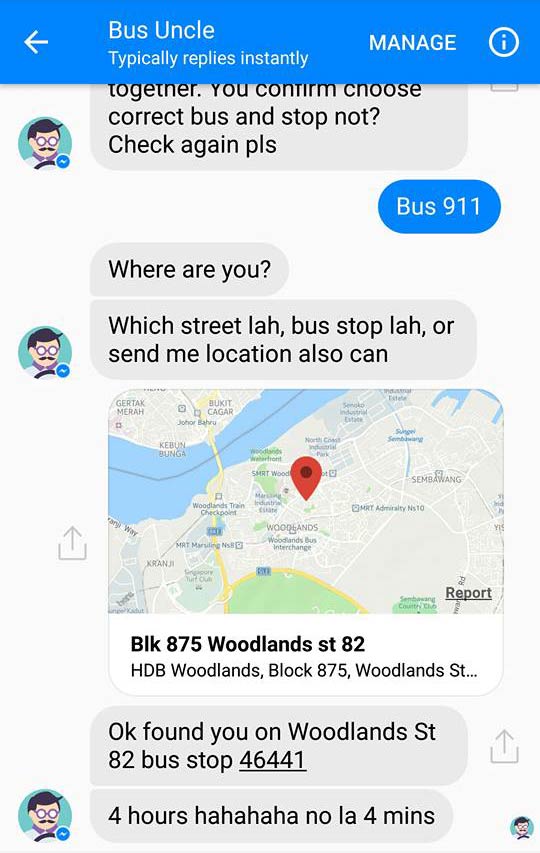 Bus Uncle
Typically replies instantly
MANAGE
together. You confirm choose
correct bus and stop not?
Check again pls
Bus 911
Where are you?
Which street lah, bus stop lah, or
send me location also can
GERTAK
MERAH
BUKIT
CAGAR
Johor Bahru
KEBUN
BUNGA
Senoko
Industrial
Estate
Industrial
Estate
North Coast
Industrial
Park
Sungei
Sembawang
Woodlands
Waterfront
SMRT Wood
SEMBAWANG
Marsiling
Industrial
Estate
Woodlands Train
Checkpoint
MRT Admiralty Ns10
WOODLANDS
Woodlands Bus
Interchange
MRT Marsiling Ns8
KRANJI
Singapore
Turf Club
Sembawang
Country Club
Report
Blk 875 Woodlands st 82
HDB Woodlands, Block 875, Woodlands St...
Ok found you on Woodlands St
82 bus stop 46441
4 hours hahahaha no la 4 mins